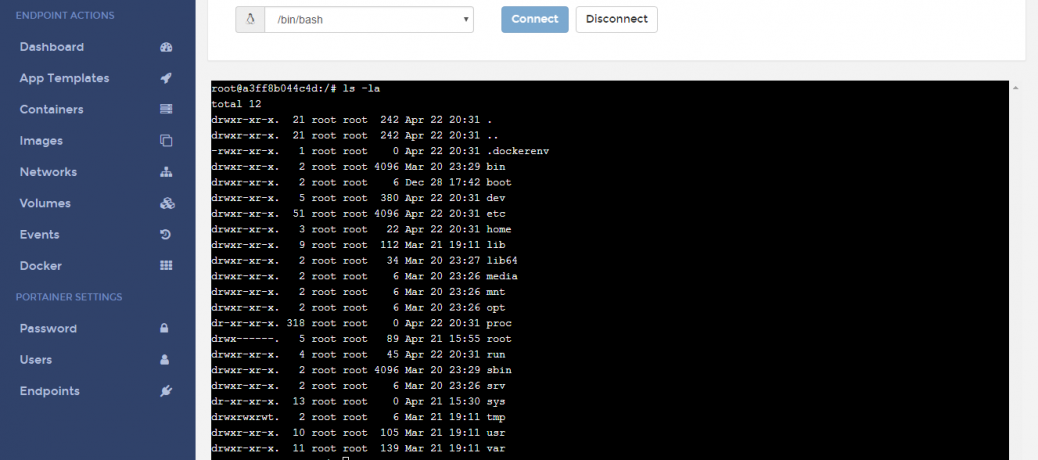 ENDPOINT ACTIONS
Dashboard
App Templates
Containers
Images
Networks
Volumes
Events
Docker
PORTAINER SETTINGS
Password
Users
Endpoints
/bin/bash
Connect
Disconnect
root@a3ff8b044c4d:/# ls -la
total 12
drwxr-xr-x.  21 root root  242 Apr 22 20:31 .
drwxr-xr-x.  21 root root  242 Apr 22 20:31 ..
-rwxr-xr-x.   1 root root    0 Apr 22 20:31 .dockerenv
drwxr-xr-x.   2 root root 4096 Mar 20 23:29 bin
drwxr-xr-x.   2 root root    6 Dec 28 17:42 boot
drwxr-xr-x.   5 root root  380 Apr 22 20:31 dev
drwxr-xr-x.  51 root root 4096 Apr 22 20:31 etc
drwxr-xr-x.   3 root root   22 Apr 22 20:31 home
drwxr-xr-x.   9 root root  112 Mar 21 19:11 lib
drwxr-xr-x.   2 root root   34 Mar 20 23:27 lib64
drwxr-xr-x.   2 root root    6 Mar 20 23:26 media
drwxr-xr-x.   2 root root    6 Mar 20 23:26 mnt
drwxr-xr-x.   2 root root    6 Mar 20 23:26 opt
dr-xr-xr-x. 318 root root    0 Apr 22 20:31 proc
drwx------.   5 root root   89 Apr 21 15:55 root
drwxr-xr-x.   4 root root   45 Apr 22 20:31 run
drwxr-xr-x.   2 root root 4096 Mar 20 23:29 sbin
drwxr-xr-x.   2 root root    6 Mar 20 23:26 srv
dr-xr-xr-x.  13 root root    0 Apr 21 15:30 sys
drwxrwxrwt.   2 root root    6 Mar 21 19:11 tmp
drwxr-xr-x.  10 root root  105 Mar 21 19:11 usr
drwxr-xr-x.  11 root root  139 Mar 21 19:11 var